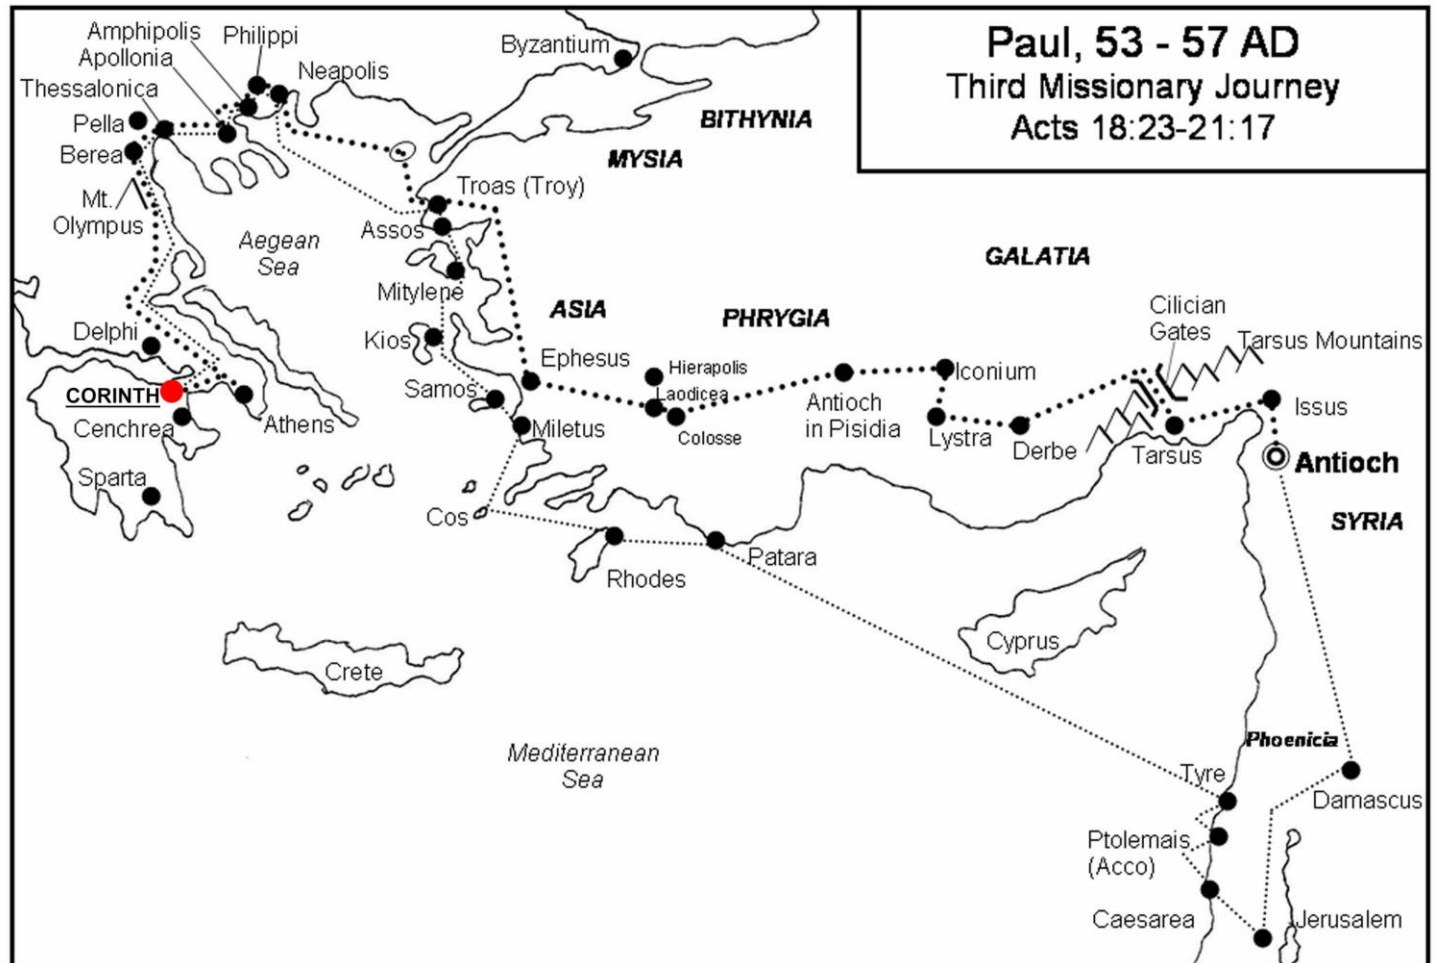 Paul, 53 - 57 AD
Third Missionary Journey
Acts 18:23-21:17
Amphipolis
Philippi
Apollonia
Neapolis
Thessalonica
Pella
Berea
Mt.
Olympus
Byzantium
BITHYNIA
MYSIA
Troas (Troy)
Assos
Aegean
Sea
Mitylene
GALATIA
ASIA
PHRYGIA
Cilician
Gates
Tarsus Mountains
Delphi
Kios
Ephesus
Hierapolis
Laodicea
Colosse
Iconium
Samos
CORINTH
Cenchrea
Athens
Miletus
Antioch
in Pisidia
Lystra
Derbe
Tarsus
Issus
Antioch
Sparta
Cos
SYRIA
Rhodes
Patara
Cyprus
Crete
Mediterranean
Sea
Phoenicia
Tyre
Damascus
Ptolemais
(Acco)
Caesarea
Jerusalem